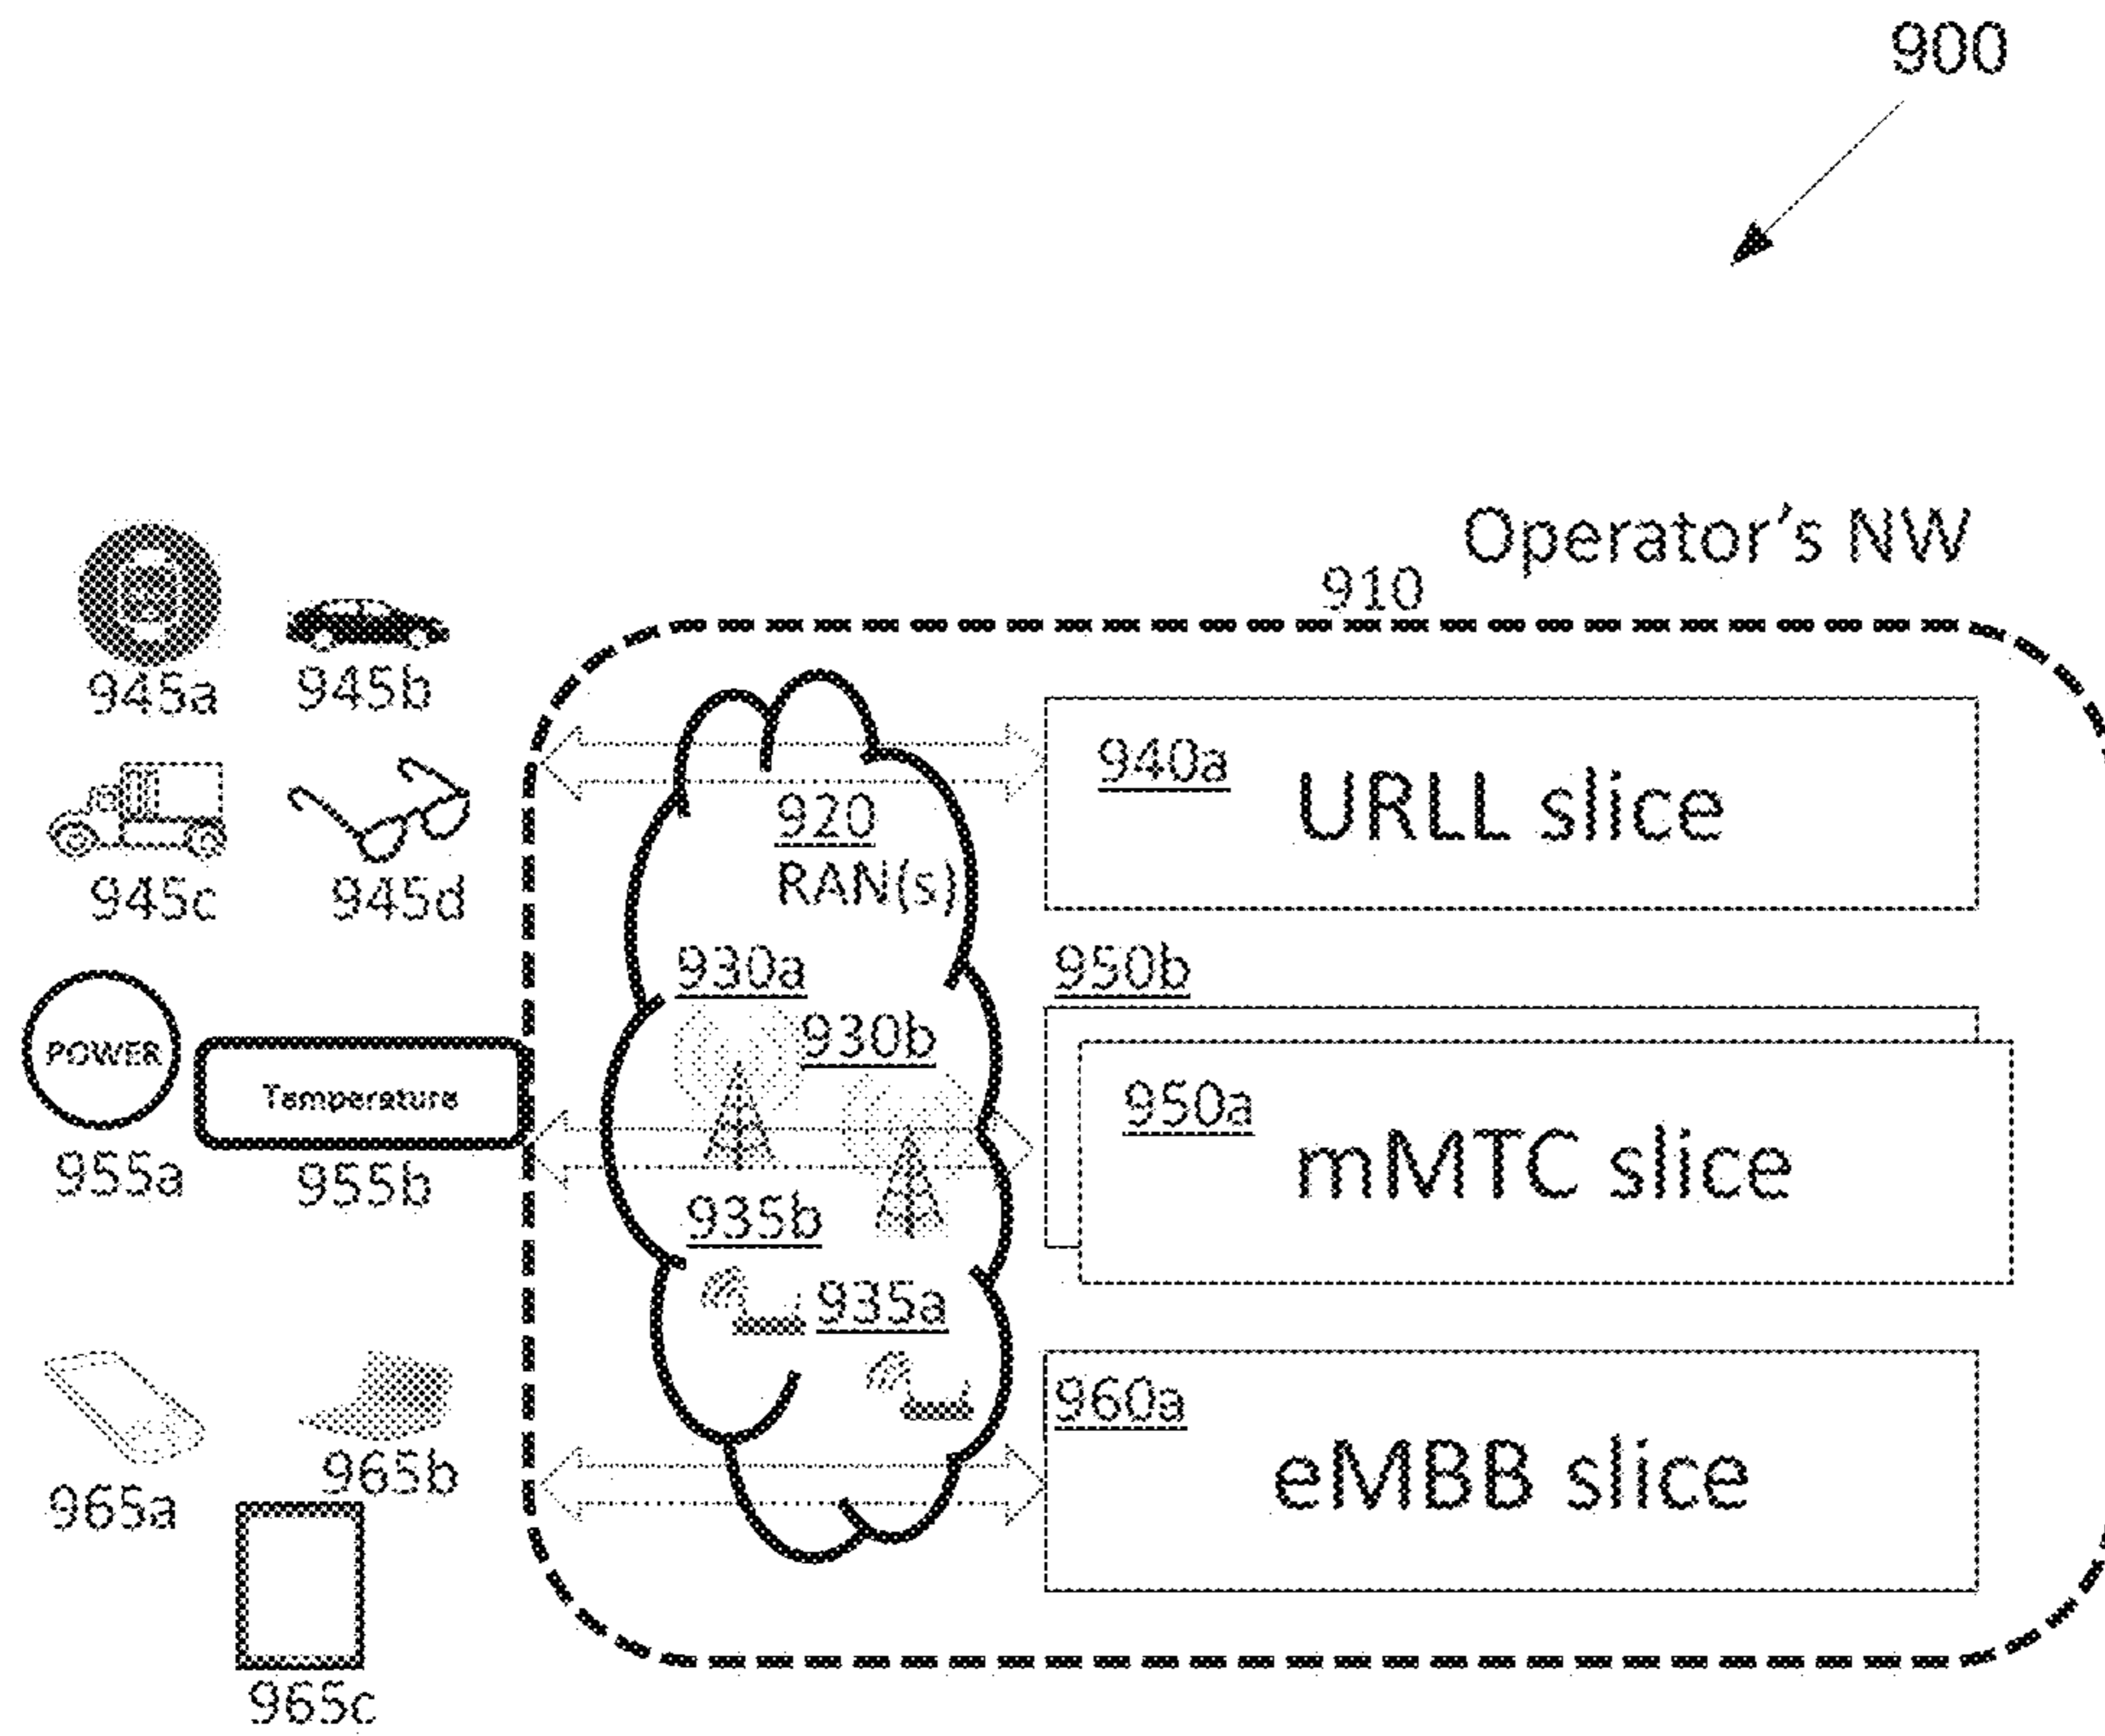 900
Operator's NW
910
945a
945b
945c
945d
920
RAN(s)
940a
URLL slice
930a
930b
950b
950a
mMTC slice
POWER
Temperature
955a
955b
935b
935a
960a
eMBB slice
965a
965b
965c